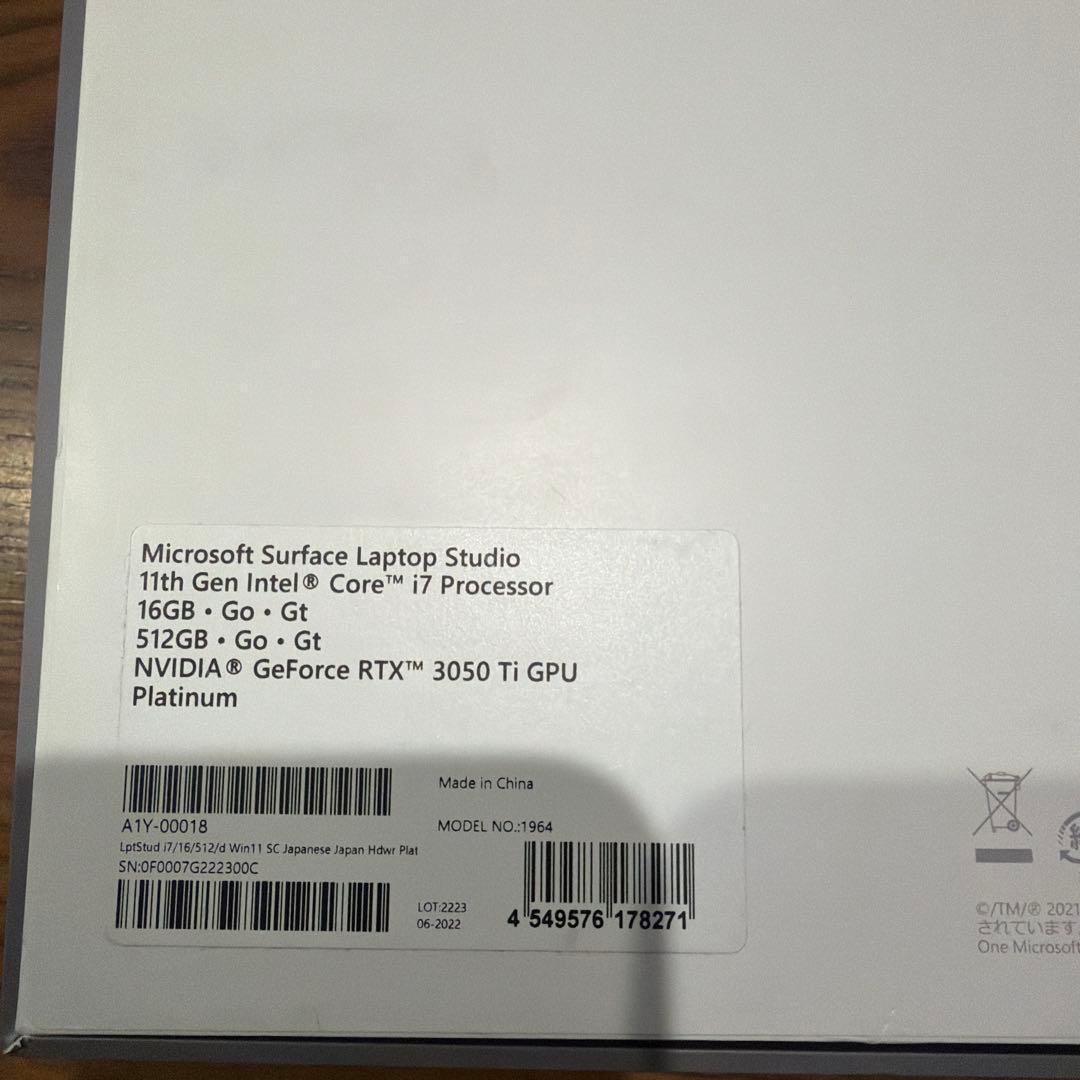 Microsoft Surface Laptop Studio
11th Gen Intel® Core™ i7 Processor
16GB • Go • Gt
512GB • Go • Gt
NVIDIA® GeForce RTX™ 3050 Ti GPU
Platinum
Made in China
A1Y-00018
MODEL NO.:1964
LptStud i7/16/512/d Win11 SC Japanese Japan Hdwr Plat
SN:0F0007G222300C
LOT:2223
06-2022
4 549576 178271
©/TM/® 2021
されています
One Microsoft